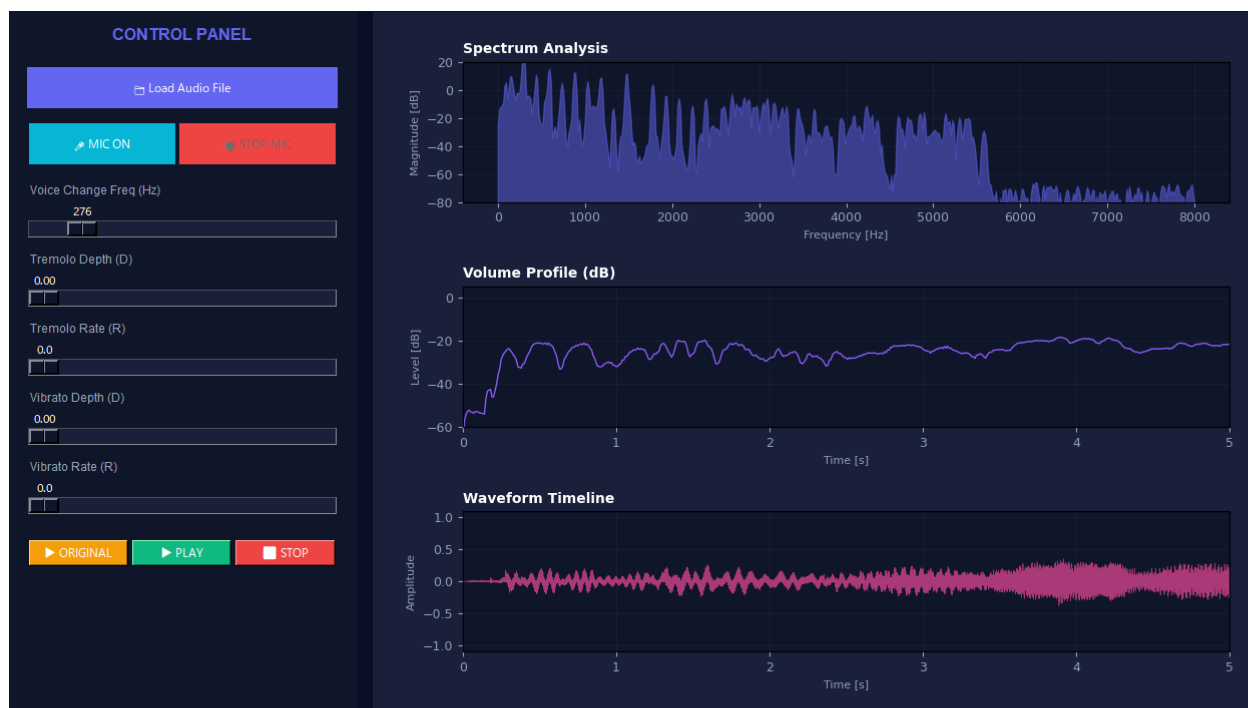 CONTROL PANEL
Load Audio File
MIC ON
STOP MIC
Voice Change Freq (Hz)
276
Tremolo Depth (D)
0.00
Tremolo Rate (R)
0.0
Vibrato Depth (D)
0.00
Vibrato Rate (R)
0.0
ORIGINAL
PLAY
STOP
Spectrum Analysis
20
0
−20
−40
−60
−80
Magnitude [dB]
0 1000 2000 3000 4000 5000 6000 7000 8000
Frequency [Hz]
Volume Profile (dB)
0
−20
−40
−60
Level [dB]
0 1 2 3 4 5
Time [s]
Waveform Timeline
1.0
0.5
0.0
−0.5
−1.0
Amplitude
0 1 2 3 4 5
Time [s]